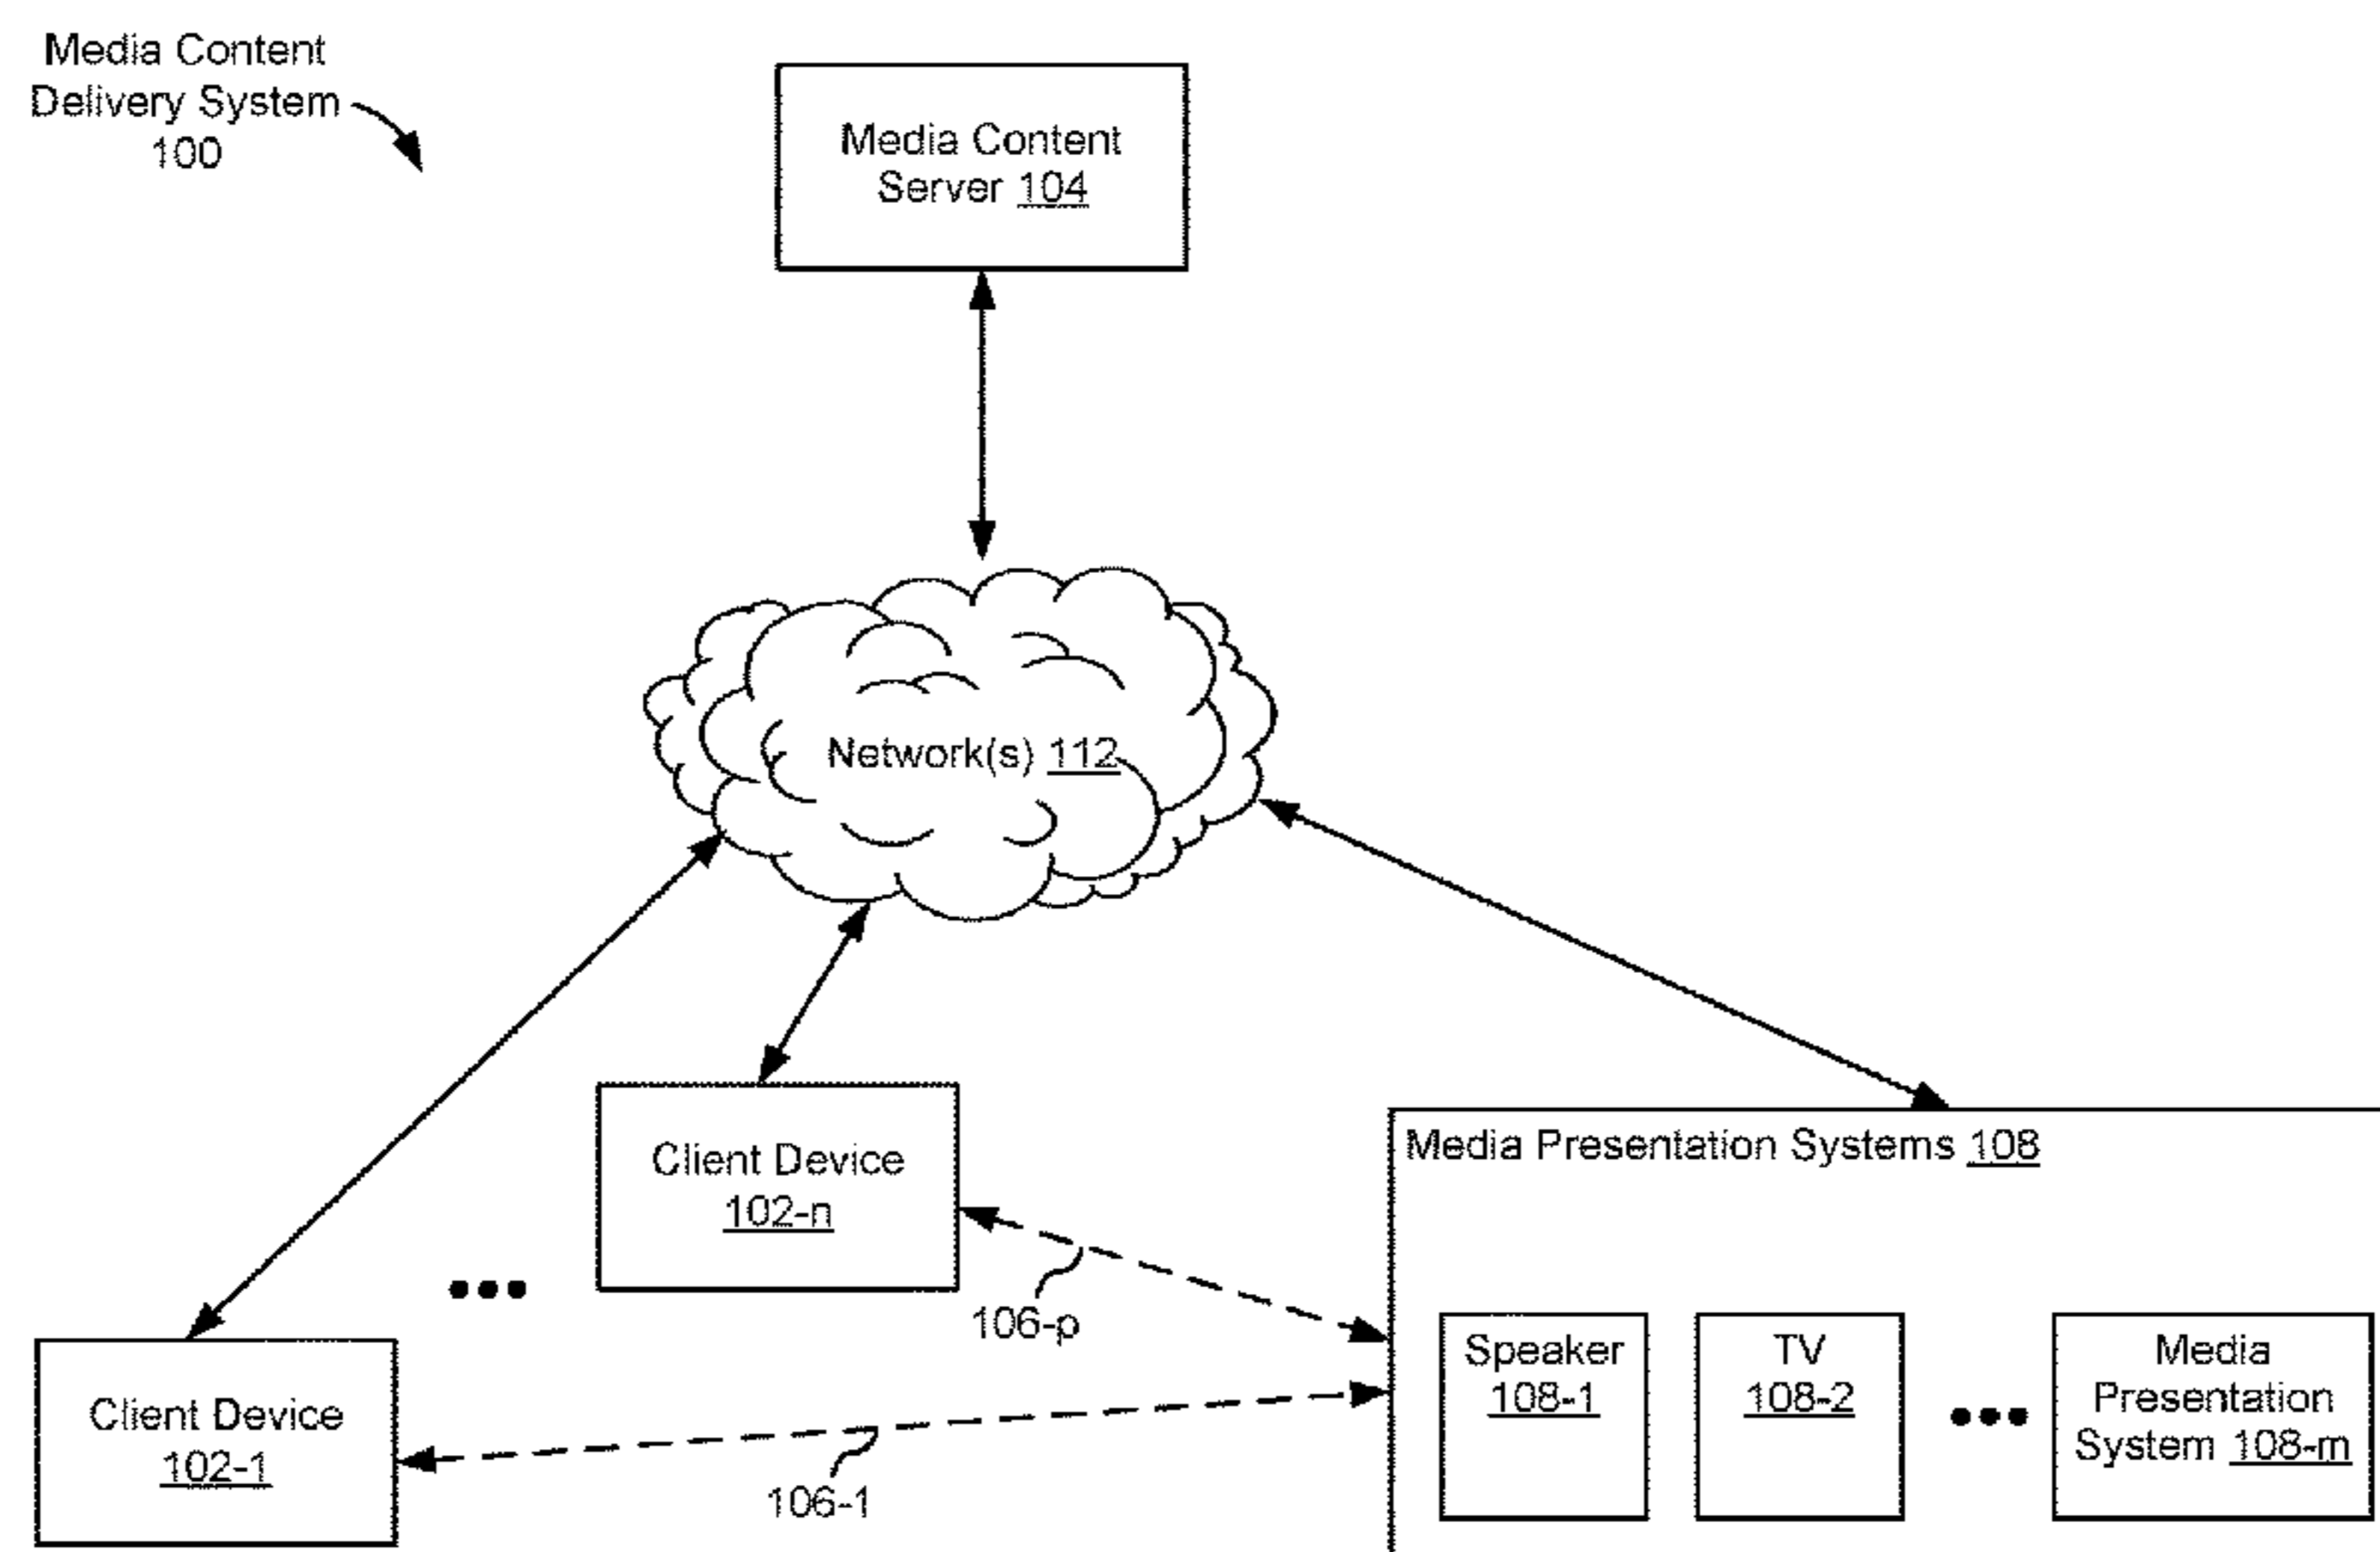 Media Content
Delivery System
100
Media Content
Server 104
Network(s) 112
Client Device
102-n
106-p
Client Device
102-1
106-1
Media Presentation Systems 108
Speaker
108-1
TV
108-2
Media
Presentation
System 108-m